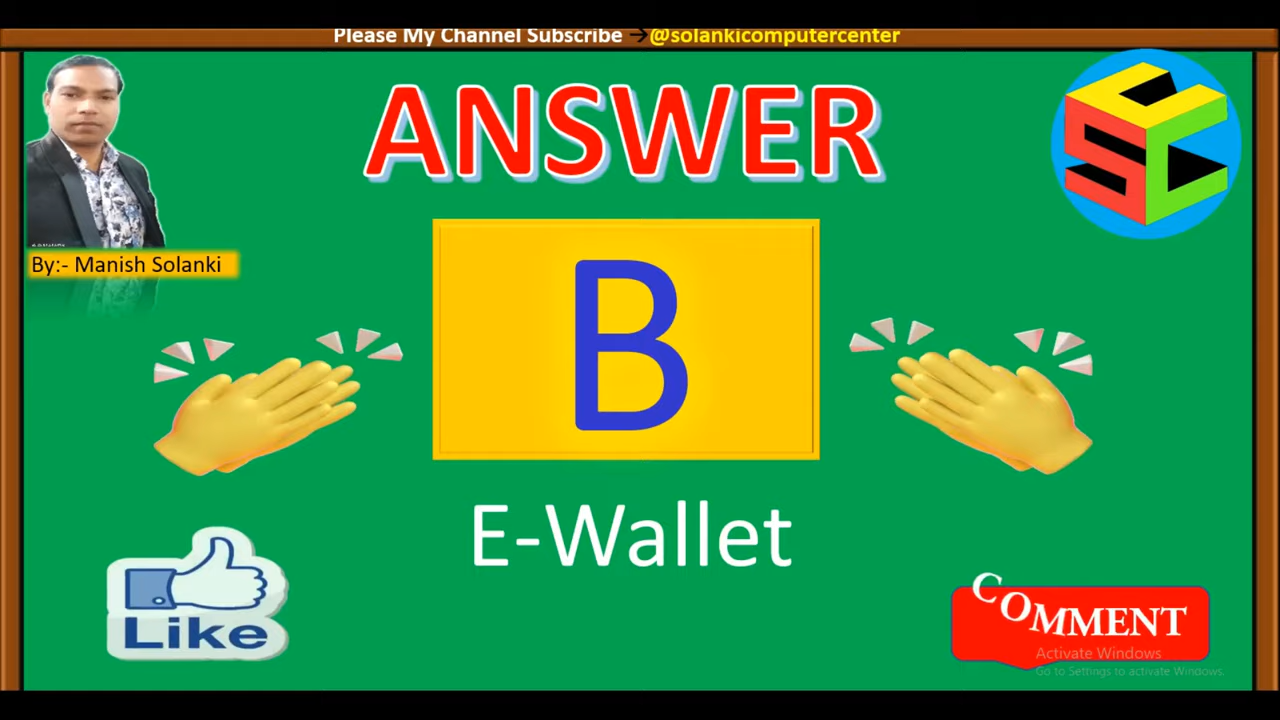 Please My Channel Subscribe →@solankicomputercenter
ANSWER
SCC
By:- Manish Solanki
B
E-Wallet
Like
COMMENT
Activate Windows
Go to Settings to activate Windows.